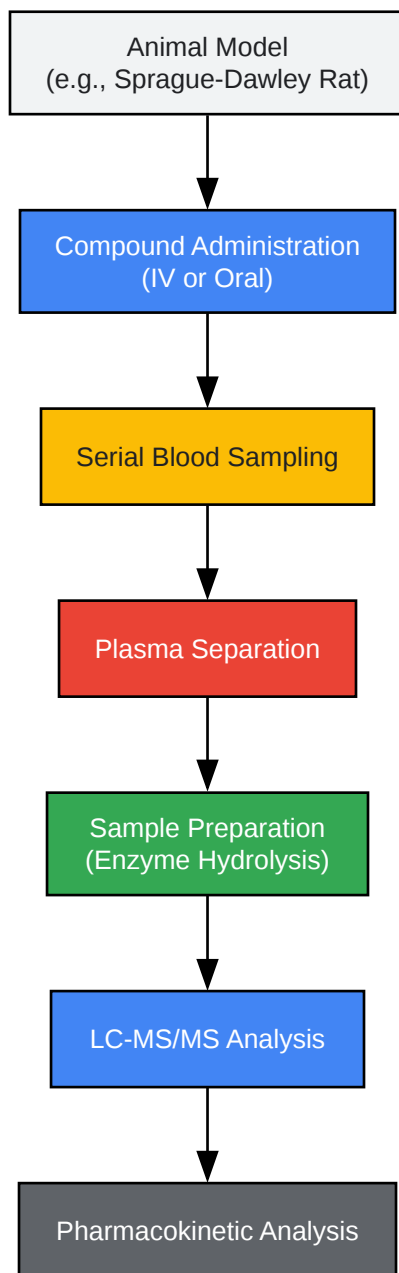 Animal Model
(e.g., Sprague-Dawley Rat)
Compound Administration
(IV or Oral)
Serial Blood Sampling
Plasma Separation
Sample Preparation
(Enzyme Hydrolysis)
LC-MS/MS Analysis
Pharmacokinetic Analysis